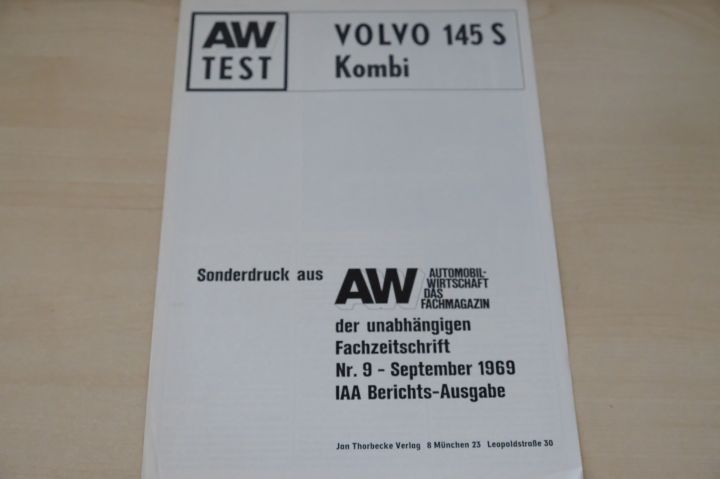 AW
TEST
VOLVO 145 S
Kombi
Sonderdruck aus
AW
AUTOMOBIL-
WIRTSCHAFT
DAS
FACHMAGAZIN
der unabhängigen
Fachzeitschrift
Nr. 9 - September 1969
IAA Berichts-Ausgabe
Jan Thorbecke Verlag 8 München 23 Leopoldstraße 30